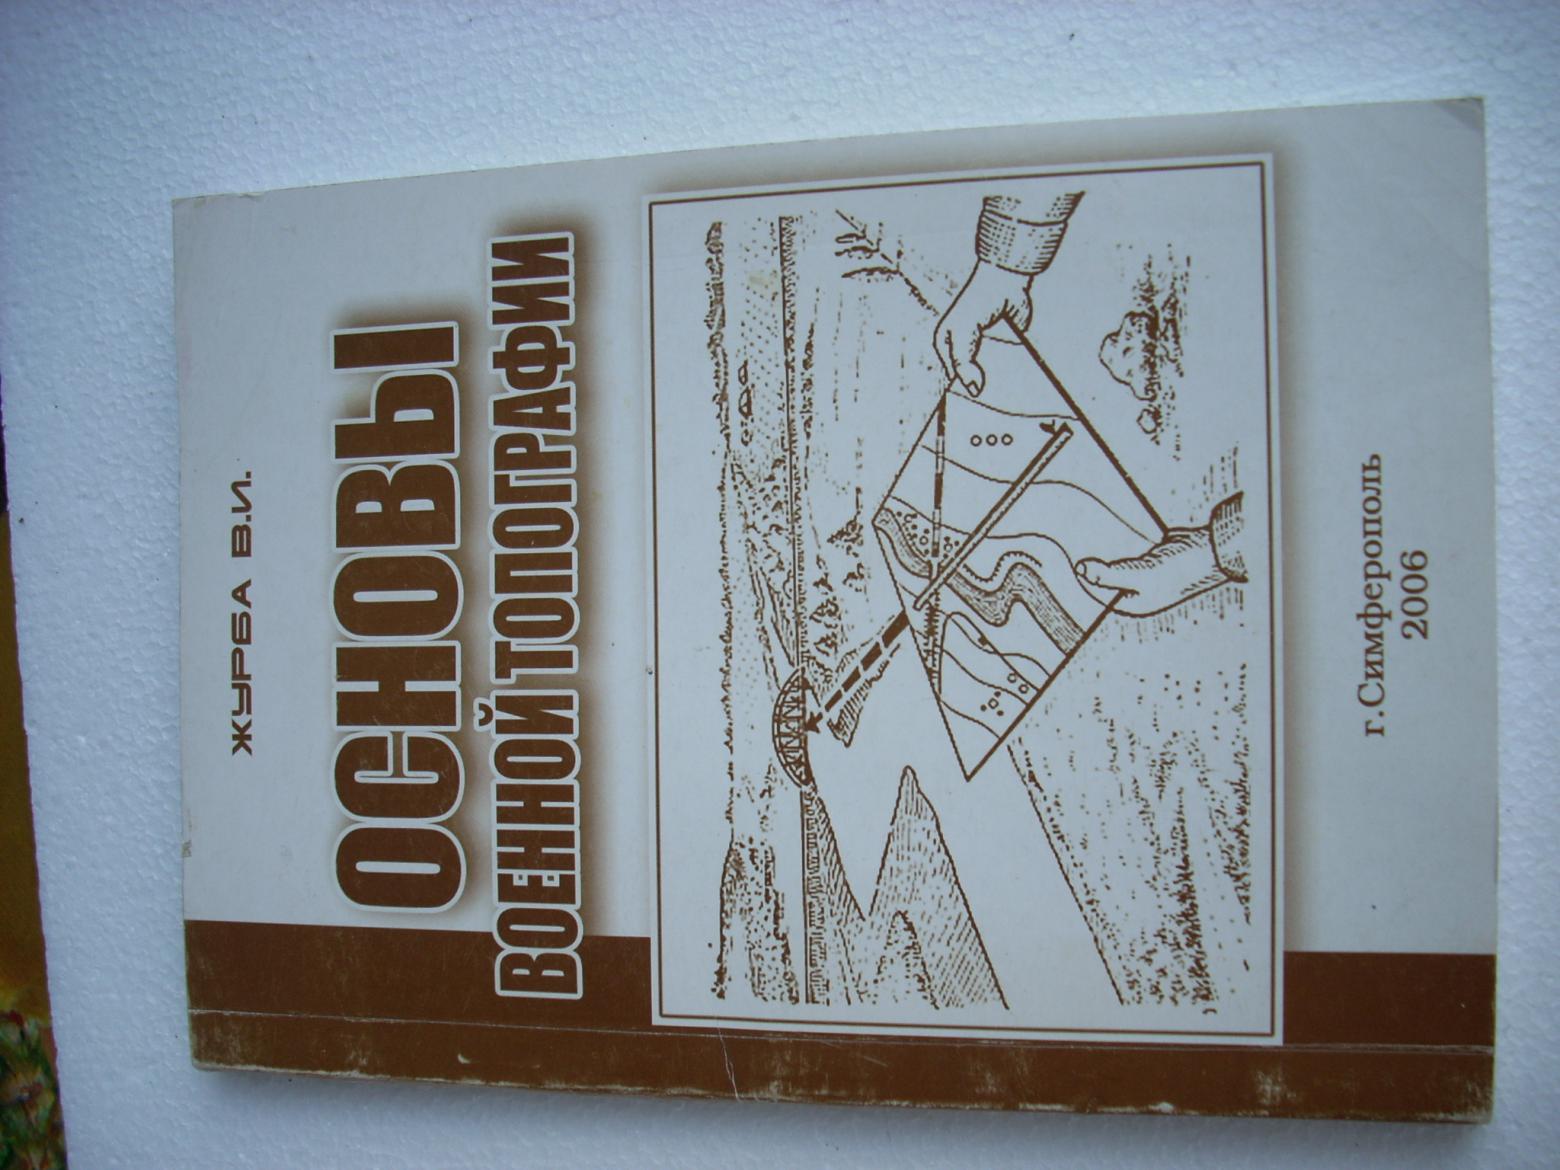 ЖУРБА В.И.
ОСНОВЫ
ВОЕННОЙ ТОПОГРАФИИ
г.Симферополь
2006